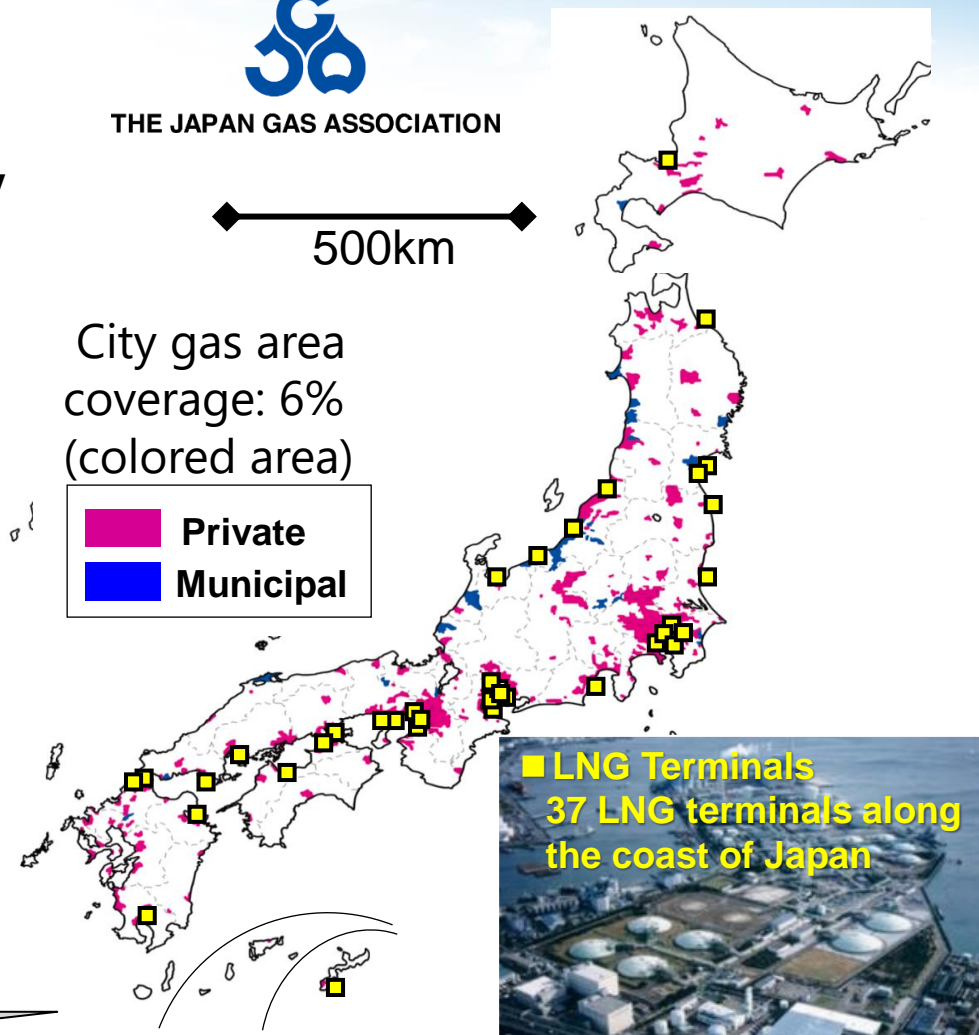 THE JAPAN GAS ASSOCIATION
500km
City gas area
coverage: 6%
(colored area)
Private
Municipal
LNG Terminals
37 LNG terminals along
the coast of Japan